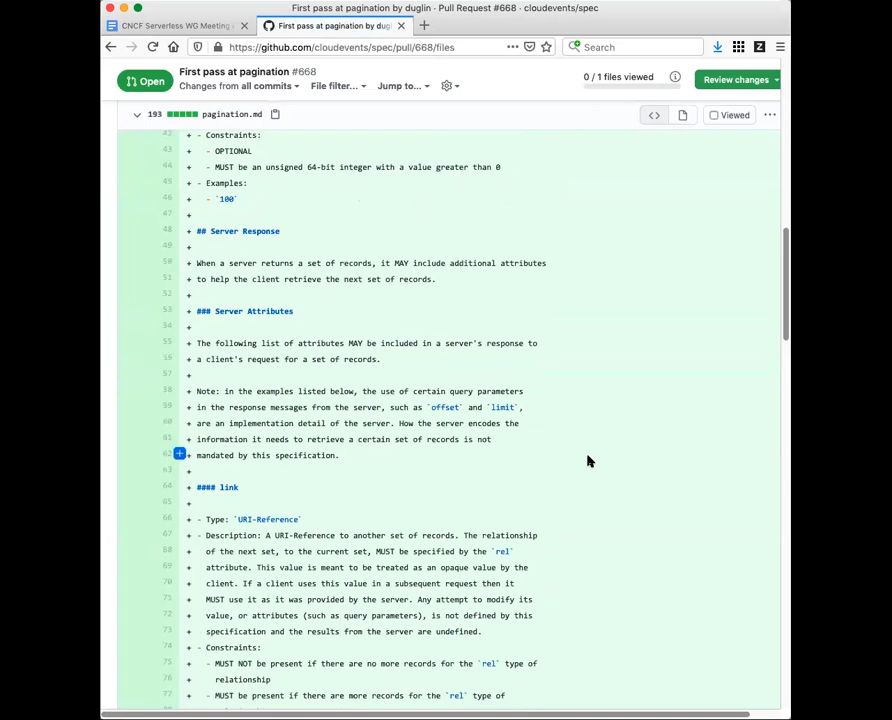 First pass at pagination by duglin · Pull Request #668 · cloudevents/spec
CNCF Serverless WG Meeting
First pass at pagination by dug
https://github.com/cloudevents/spec/pull/668/files
Search
Open
First pass at pagination #668
Changes from all commits
File filter...
Jump to...
0 / 1 files viewed
Review changes
193
pagination.md
Viewed
42 + - Constraints:
43 + - OPTIONAL
44 + - MUST be an unsigned 64-bit integer with a value greater than 0
45 + - Examples:
46 + - `100`
47 +
48 + ## Server Response
49 +
50 + When a server returns a set of records, it MAY include additional attributes
51 + to help the client retrieve the next set of records.
52 +
53 + ### Server Attributes
54 +
55 + The following list of attributes MAY be included in a server's response to
56 + a client's request for a set of records.
57 +
58 + Note: in the examples listed below, the use of certain query parameters
59 + in the response messages from the server, such as `offset` and `limit`,
60 + are an implementation detail of the server. How the server encodes the
61 + information it needs to retrieve a certain set of records is not
62 + mandated by this specification.
63 +
64 + #### link
65 +
66 + - Type: `URI-Reference`
67 + - Description: A URI-Reference to another set of records. The relationship
68 + of the next set, to the current set, MUST be specified by the `rel`
69 + attribute. This value is meant to be treated as an opaque value by the
70 + client. If a client uses this value in a subsequent request then it
71 + MUST use it as it was provided by the server. Any attempt to modify its
72 + value, or attributes (such as query parameters), is not defined by this
73 + specification and the results from the server are undefined.
74 + - Constraints:
75 + - MUST NOT be present if there are no more records for the `rel` type of
76 + relationship
77 + - MUST be present if there are more records for the `rel` type of